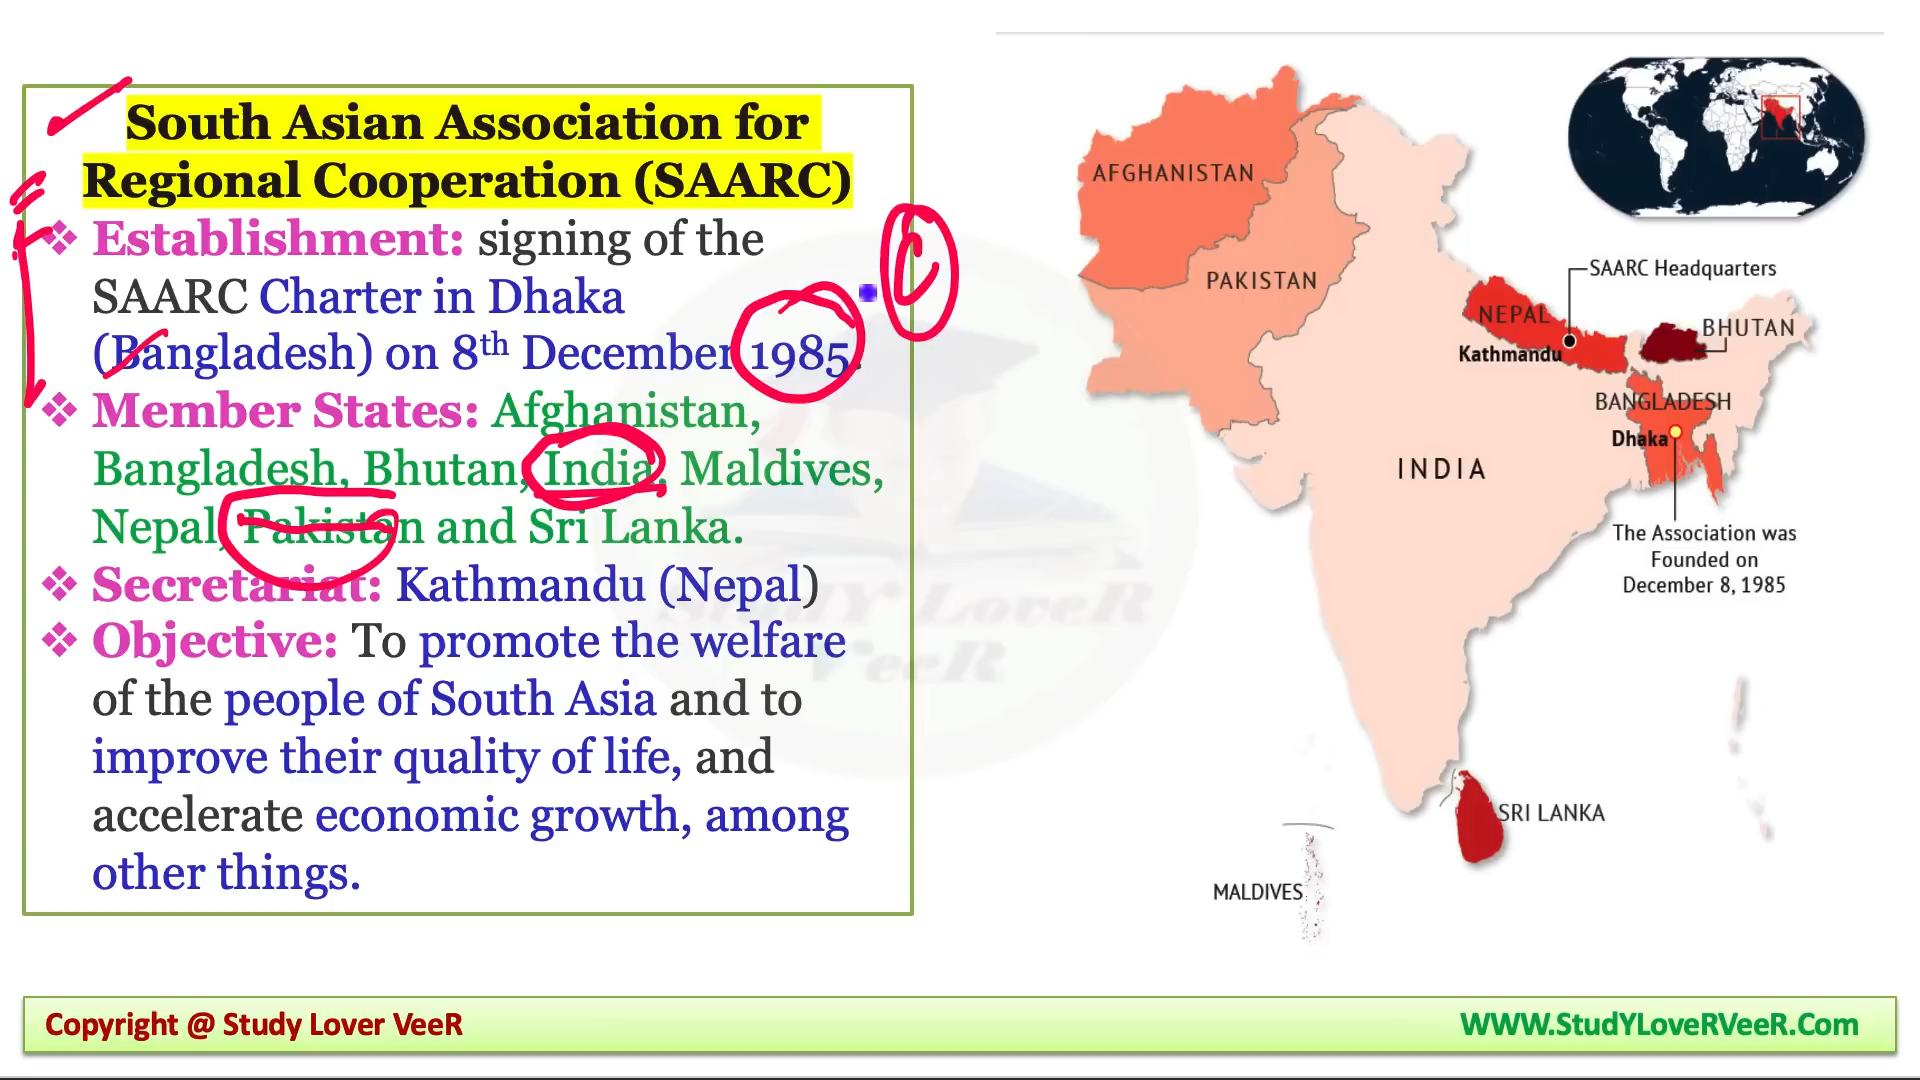 South Asian Association for
Regional Cooperation (SAARC)
❖ Establishment: signing of the
SAARC Charter in Dhaka
(Bangladesh) on 8th December 1985.
❖ Member States: Afghanistan,
Bangladesh, Bhutan, India, Maldives,
Nepal, Pakistan and Sri Lanka.
❖ Secretariat: Kathmandu (Nepal)
❖ Objective: To promote the welfare
of the people of South Asia and to
improve their quality of life, and
accelerate economic growth, among
other things.
StudY LoveR
VeeR
AFGHANISTAN
PAKISTAN
SAARC Headquarters
NEPAL
BHUTAN
Kathmandu
BANGLADESH
Dhaka
INDIA
The Association was
Founded on
December 8, 1985
SRI LANKA
MALDIVES
Copyright @ Study Lover VeeR
WWW.StudYLoveRVeeR.Com